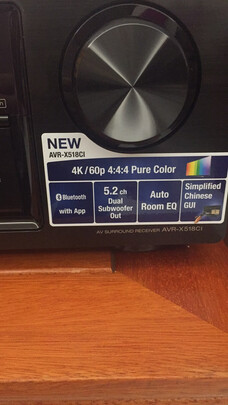 NEW
AVR-X518CI
4K/60p 4:4:4 Pure Color
Bluetooth
with App
5.2 ch
Dual
Subwoofer
Out
Auto
Room EQ
Simplified
Chinese
GUI
AV SURROUND RECEIVER AVR-X518CI